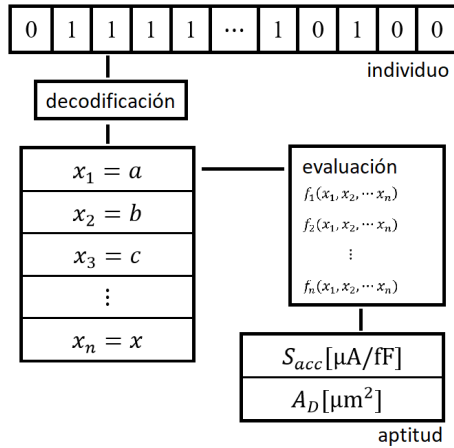 0 1 1 1 1 ⋯ 1 0 1 0 0
individuo
decodificación
x₁ = a
x₂ = b
x₃ = c
⋮
xₙ = x
evaluación
f₁(x₁, x₂, ⋯ xₙ)
f₂(x₁, x₂, ⋯ xₙ)
⋮
fₙ(x₁, x₂, ⋯ xₙ)
S_acc[μA/fF]
A_D[μm²]
aptitud